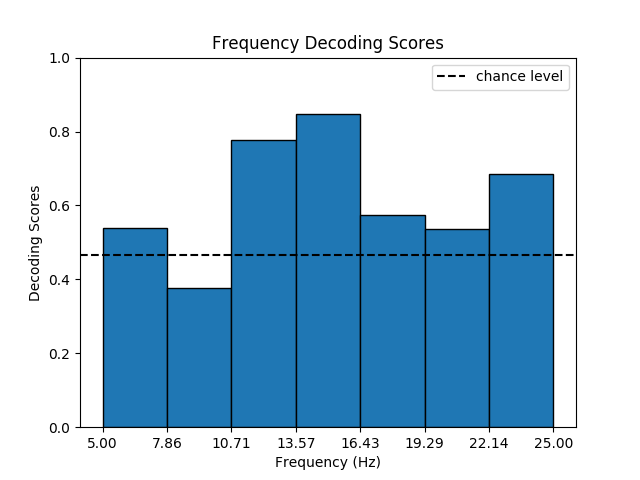 Frequency Decoding Scores
chance level
1.0
0.8
0.6
0.4
0.2
0.0
Decoding Scores
5.00 7.86 10.71 13.57 16.43 19.29 22.14 25.00
Frequency (Hz)